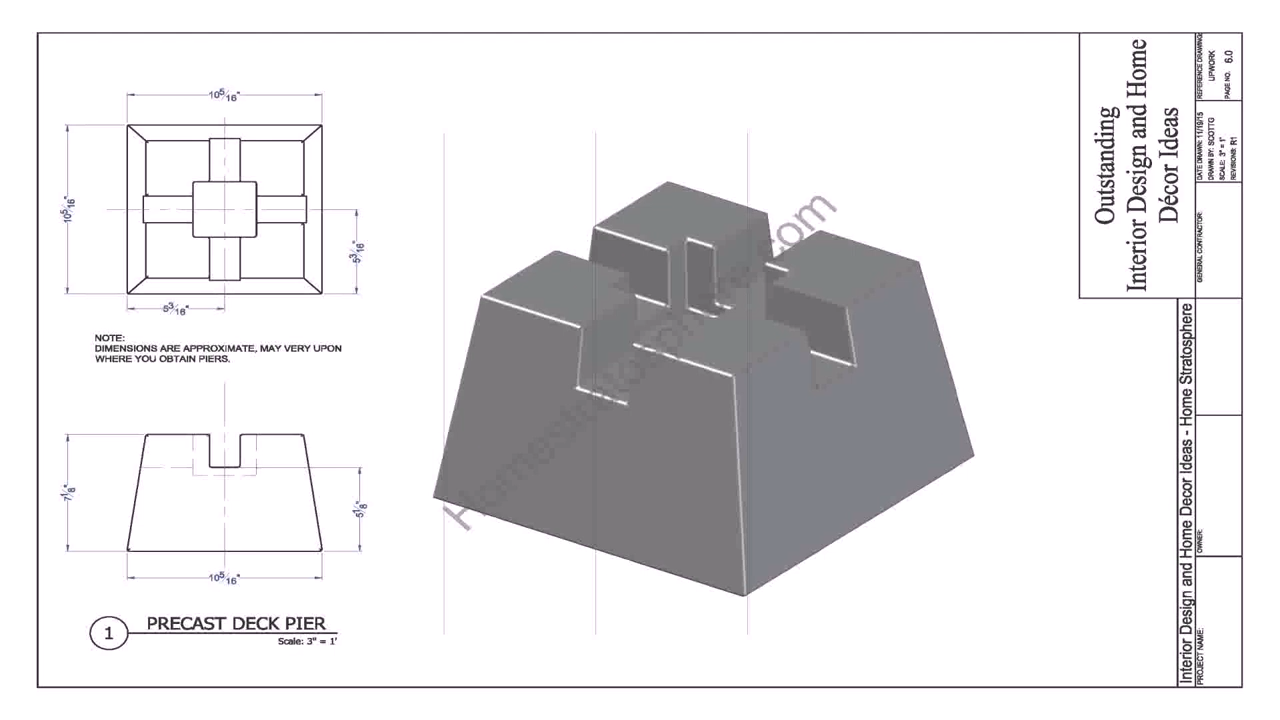 10 5/16"
10 5/16"
5 3/16"
5 3/16"
NOTE:
DIMENSIONS ARE APPROXIMATE, MAY VERY UPON
WHERE YOU OBTAIN PIERS.
7 1/8"
5 1/8"
10 5/16"
1
PRECAST DECK PIER
Scale: 3" = 1'
Homestratosphere.com
Outstanding
Interior Design and Home
Décor Ideas
Interior Design and Home Decor Ideas - Home Stratosphere
REFERENCE DRAWING:
UPWORK
PAGE NO. 6.0
DATE DRAWN: 11/19/15
DRAWN BY: SCOTTG
SCALE: 3" = 1'
REVISION#: R1
GENERAL CONTRACTOR:
OWNER:
PROJECT NAME: